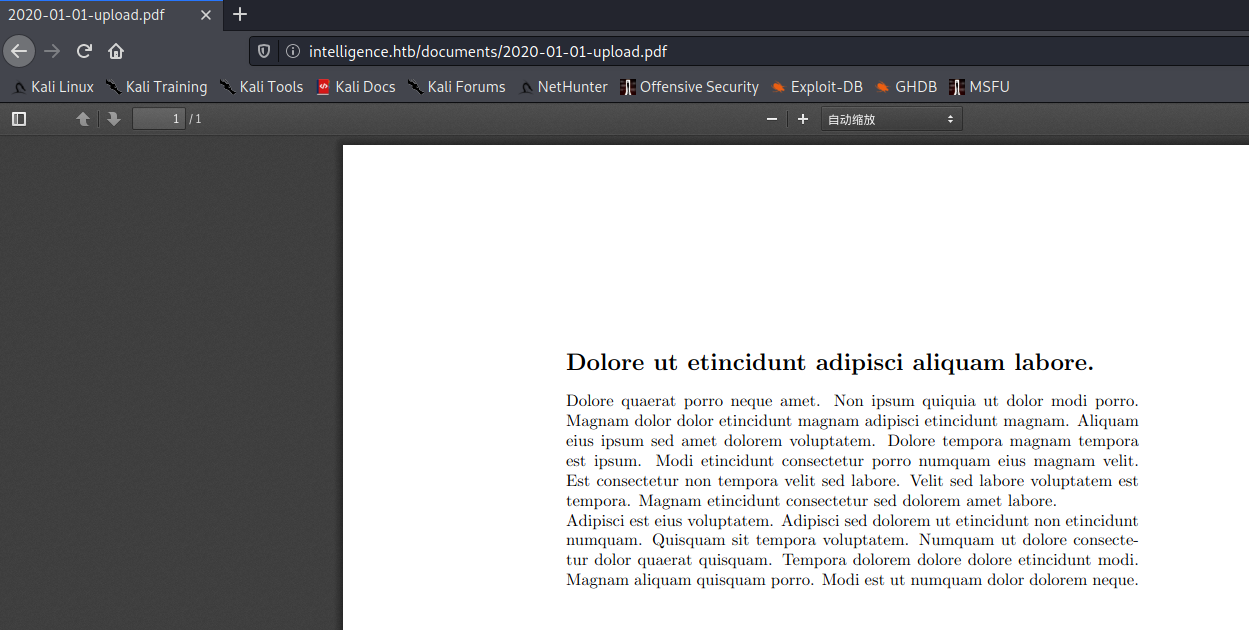 2020-01-01-upload.pdf
intelligence.htb/documents/2020-01-01-upload.pdf
Kali Linux Kali Training Kali Tools Kali Docs Kali Forums NetHunter Offensive Security Exploit-DB GHDB MSFU
1 / 1 自动缩放
Dolore ut etincidunt adipisci aliquam labore.
Dolore quaerat porro neque amet. Non ipsum quiquia ut dolor modi porro.
Magnam dolor dolor etincidunt magnam adipisci etincidunt magnam. Aliquam
eius ipsum sed amet dolorem voluptatem. Dolore tempora magnam tempora
est ipsum. Modi etincidunt consectetur porro numquam eius magnam velit.
Est consectetur non tempora velit sed labore. Velit sed labore voluptatem est
tempora. Magnam etincidunt consectetur sed dolorem amet labore.
Adipisci est eius voluptatem. Adipisci sed dolorem ut etincidunt non etincidunt
numquam. Quisquam sit tempora voluptatem. Numquam ut dolore consecte-
tur dolor quaerat quisquam. Tempora dolorem dolore dolore etincidunt modi.
Magnam aliquam quisquam porro. Modi est ut numquam dolor dolorem neque.